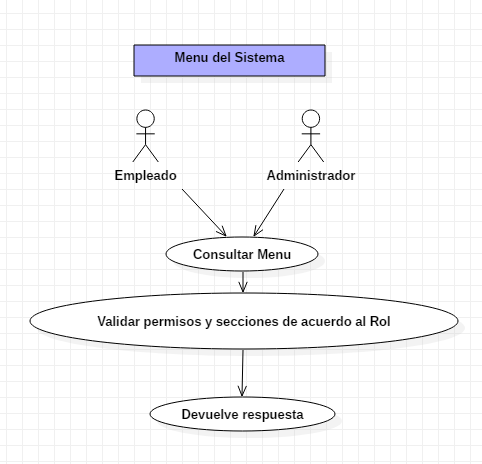 Menu del Sistema
Empleado
Administrador
Consultar Menu
Validar permisos y secciones de acuerdo al Rol
Devuelve respuesta